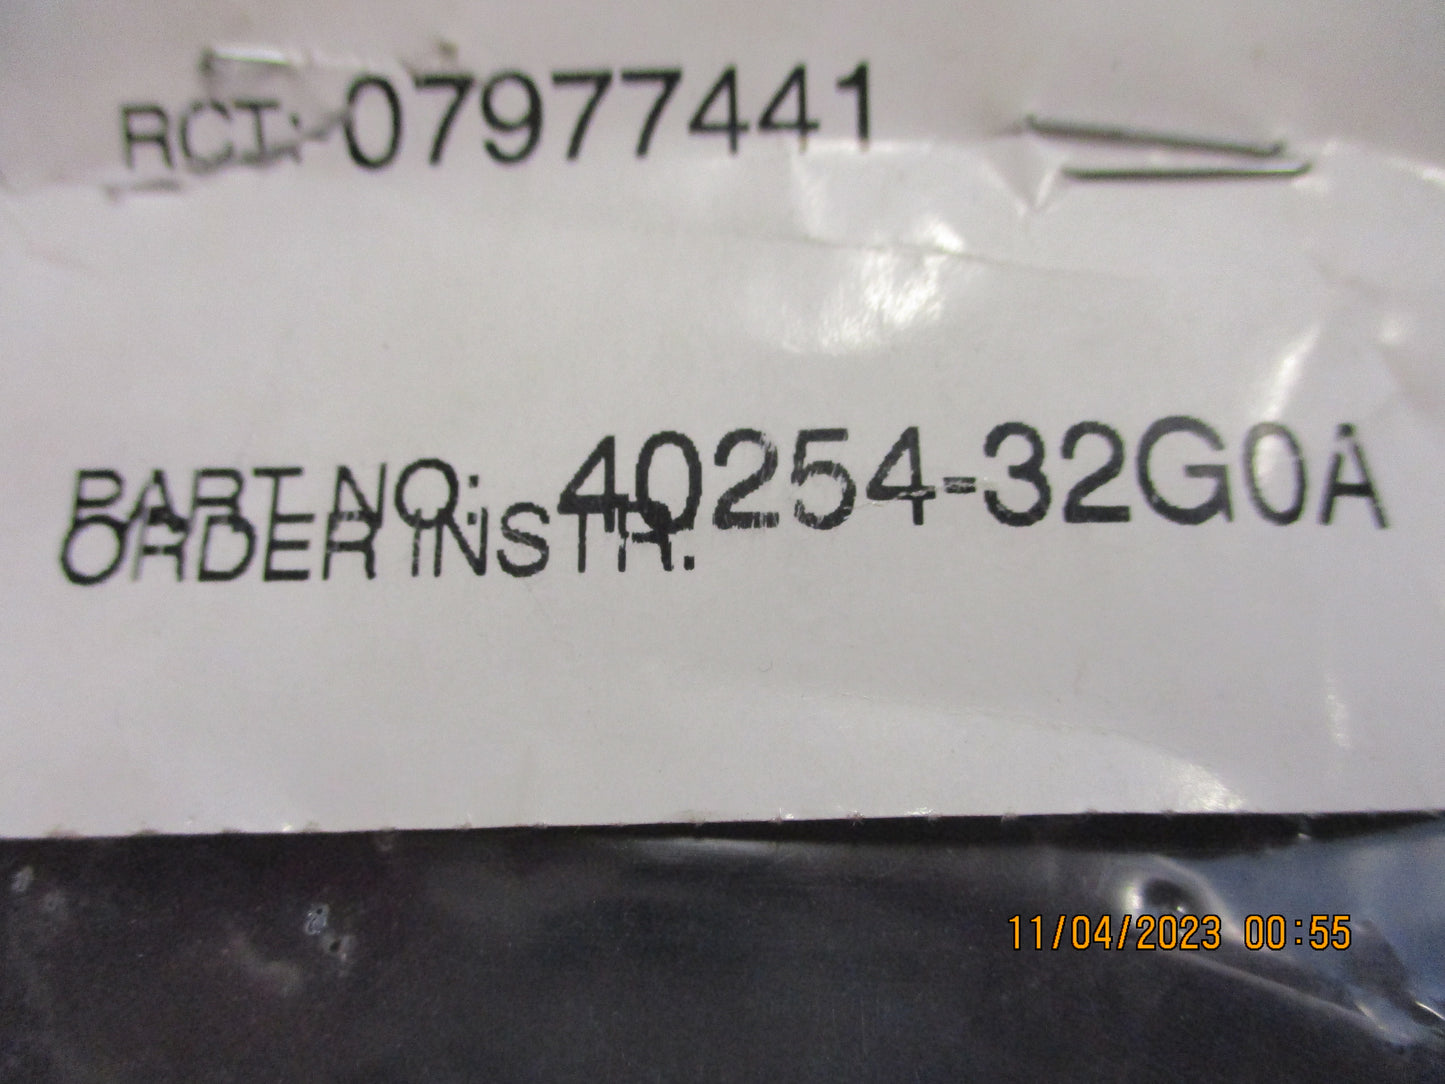 RCI: 07977441
PART NO: 40254-32G0A
ORDER INSTR.
11/04/2023 00:55